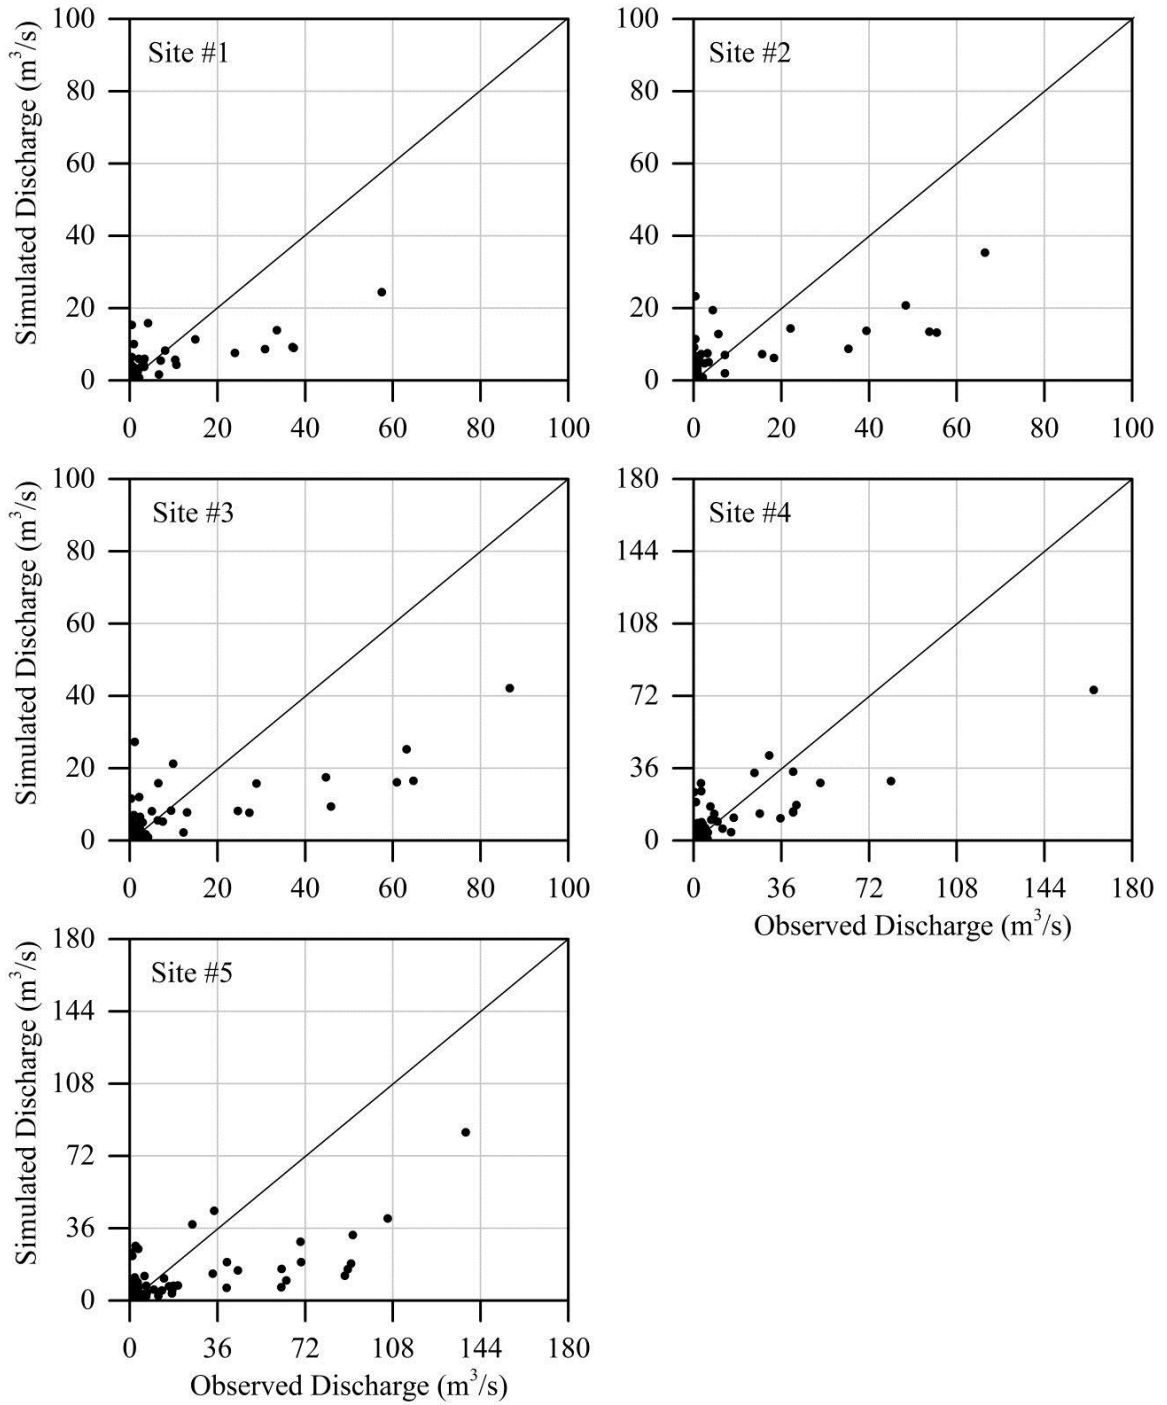 Simulated Discharge (m³/s)
100
80
60
40
20
0
Site #1
0 20 40 60 80 100
100
80
60
40
20
0
Site #2
0 20 40 60 80 100
Simulated Discharge (m³/s)
100
80
60
40
20
0
Site #3
0 20 40 60 80 100
180
144
108
72
36
0
Site #4
0 36 72 108 144 180
Observed Discharge (m³/s)
Simulated Discharge (m³/s)
180
144
108
72
36
0
Site #5
0 36 72 108 144 180
Observed Discharge (m³/s)